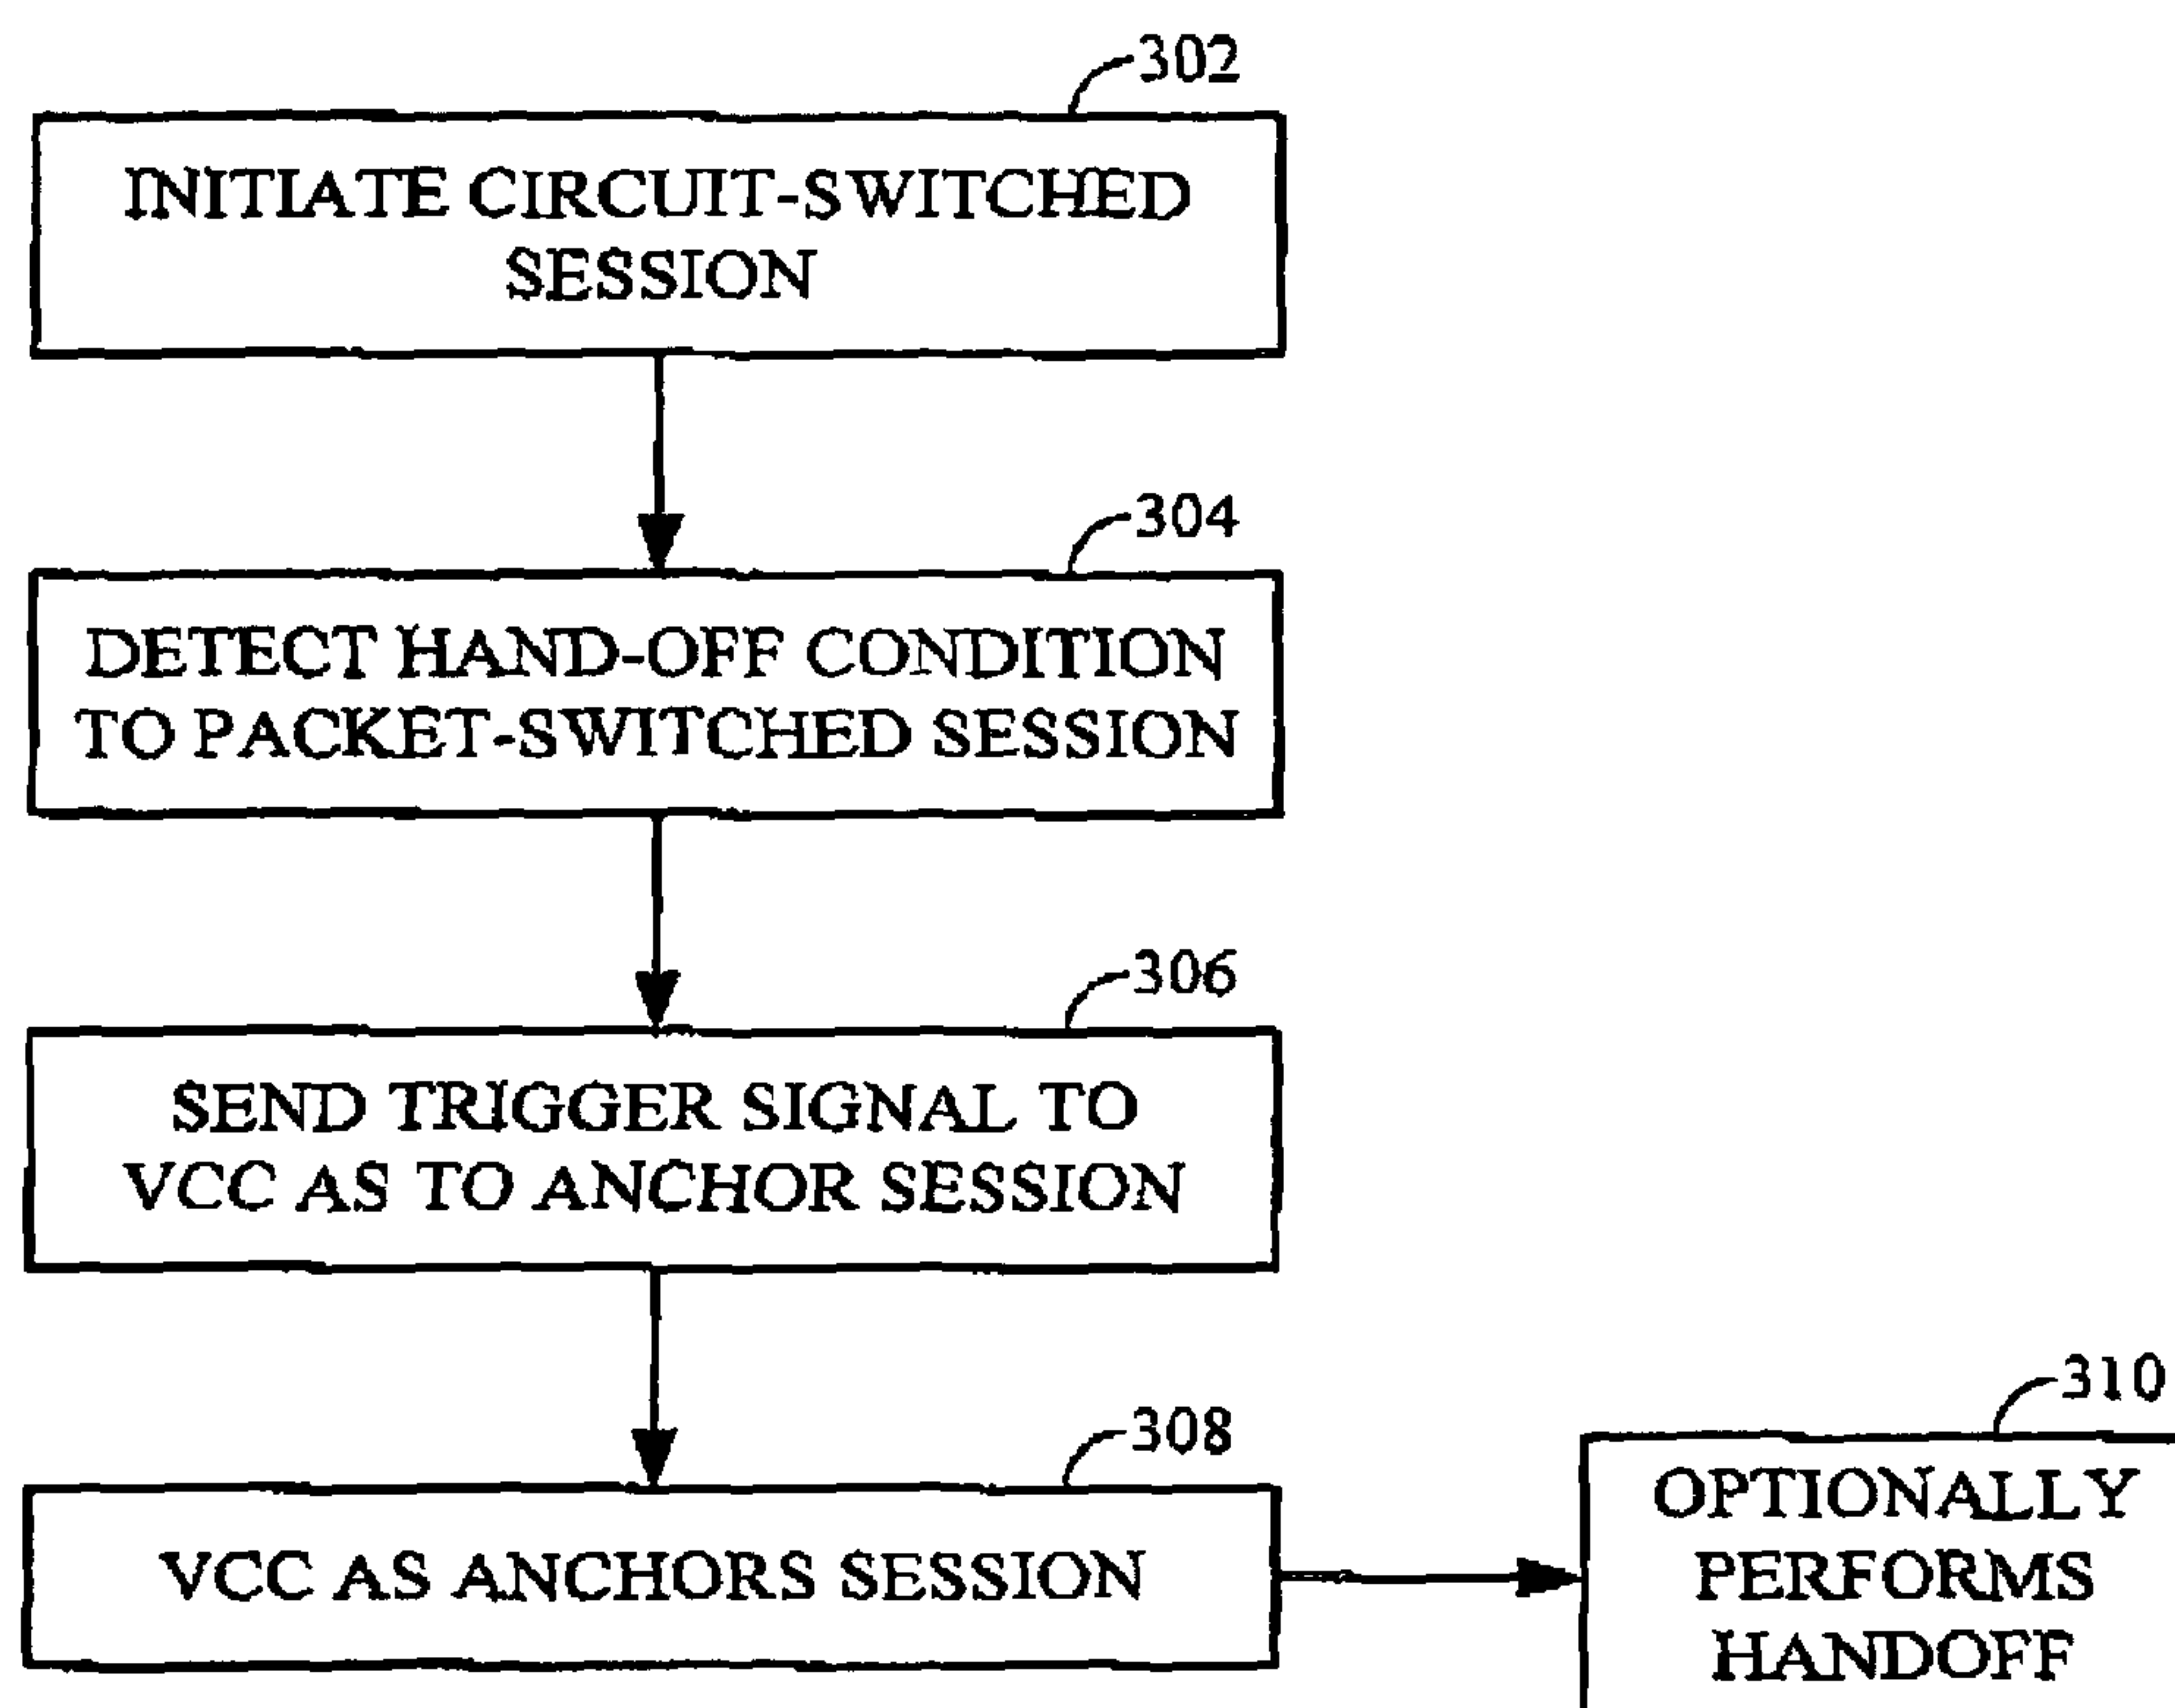 302
INITIATE CIRCUIT-SWITCHED
SESSION
304
DETECT HAND-OFF CONDITION
TO PACKET-SWITCHED SESSION
306
SEND TRIGGER SIGNAL TO
VCC AS TO ANCHOR SESSION
308
VCC AS ANCHORS SESSION
310
OPTIONALLY
PERFORMS
HANDOFF